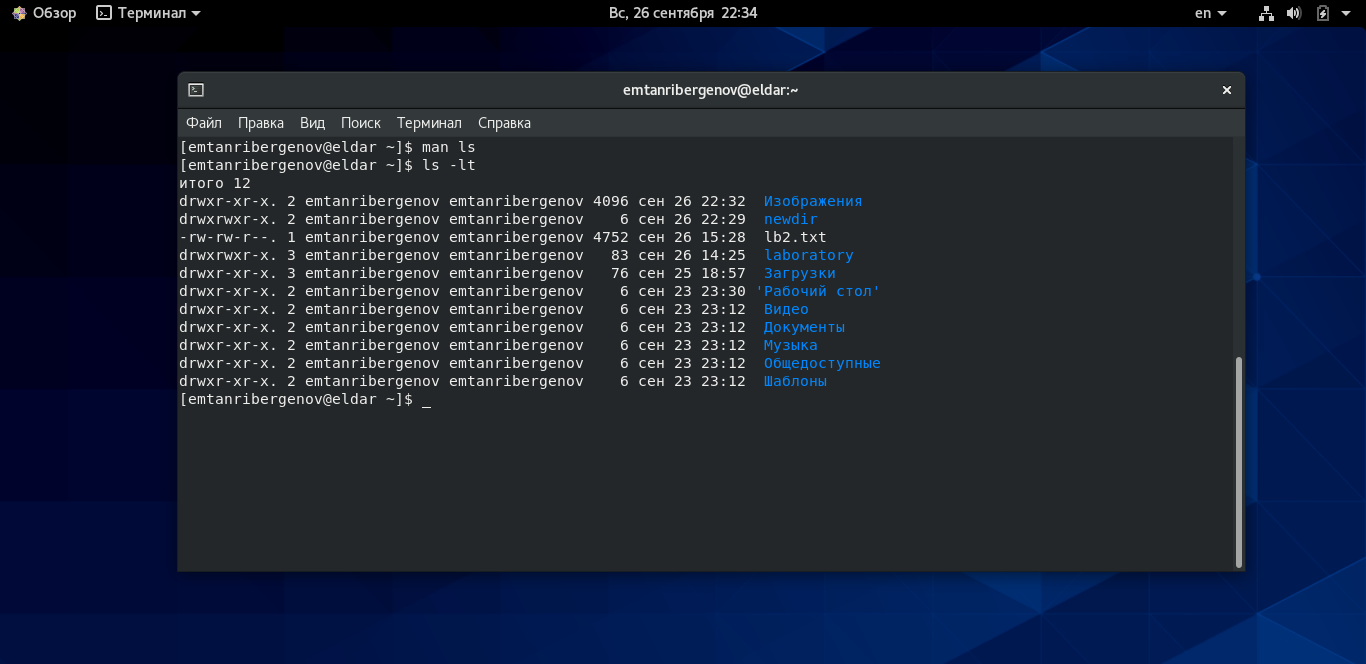 Обзор Терминал Вс, 26 сентября 22:34 en
emtanribergenov@eldar:~
Файл Правка Вид Поиск Терминал Справка
[emtanribergenov@eldar ~]$ man ls
[emtanribergenov@eldar ~]$ ls -lt
итого 12
drwxr-xr-x. 2 emtanribergenov emtanribergenov 4096 сен 26 22:32  Изображения
drwxrwxr-x. 2 emtanribergenov emtanribergenov    6 сен 26 22:29  newdir
-rw-rw-r--. 1 emtanribergenov emtanribergenov 4752 сен 26 15:28  lb2.txt
drwxrwxr-x. 3 emtanribergenov emtanribergenov   83 сен 26 14:25  laboratory
drwxr-xr-x. 3 emtanribergenov emtanribergenov   76 сен 25 18:57  Загрузки
drwxr-xr-x. 2 emtanribergenov emtanribergenov    6 сен 23 23:30 'Рабочий стол'
drwxr-xr-x. 2 emtanribergenov emtanribergenov    6 сен 23 23:12  Видео
drwxr-xr-x. 2 emtanribergenov emtanribergenov    6 сен 23 23:12  Документы
drwxr-xr-x. 2 emtanribergenov emtanribergenov    6 сен 23 23:12  Музыка
drwxr-xr-x. 2 emtanribergenov emtanribergenov    6 сен 23 23:12  Общедоступные
drwxr-xr-x. 2 emtanribergenov emtanribergenov    6 сен 23 23:12  Шаблоны
[emtanribergenov@eldar ~]$ _